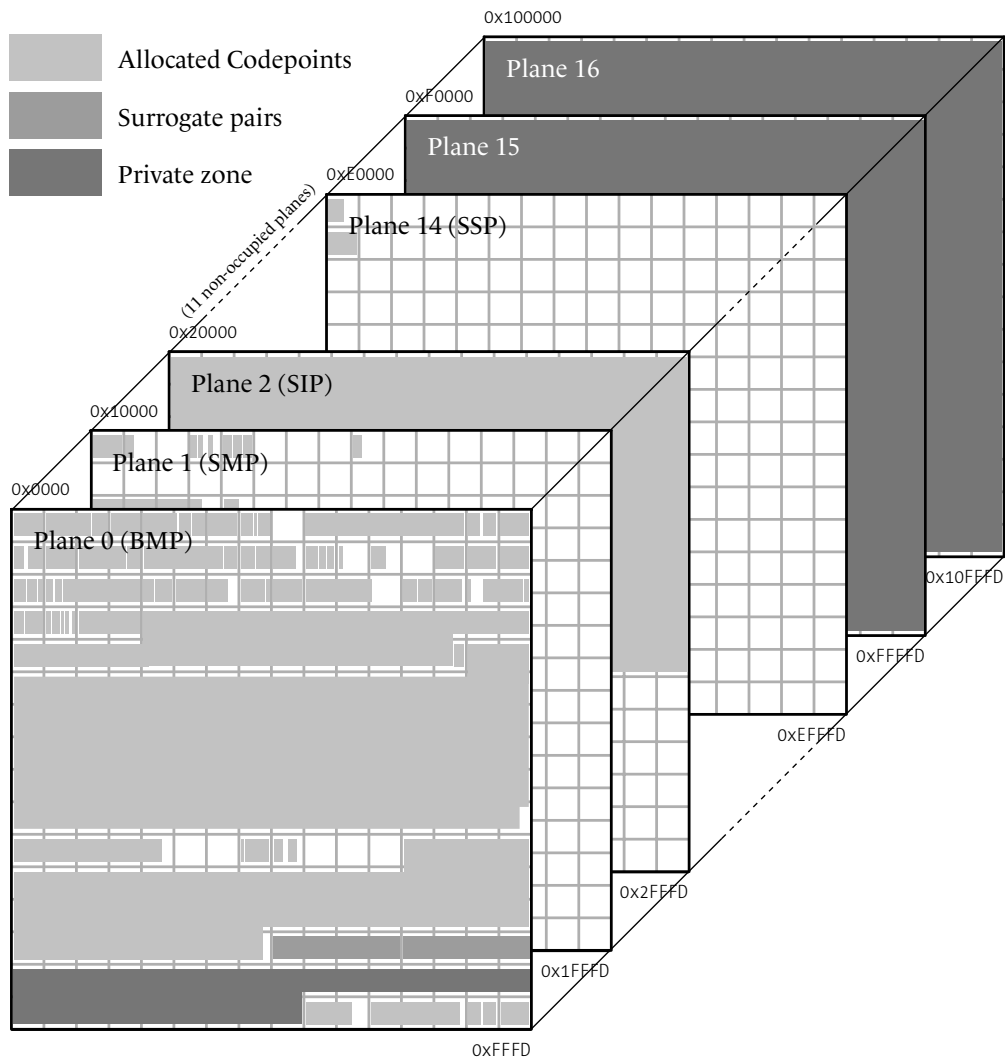 0x100000
Allocated Codepoints
Plane 16
0xF0000
Surrogate pairs
Plane 15
Private zone
0xE0000
Plane 14 (SSP)
(11 non-occupied planes)
0x20000
Plane 2 (SIP)
0x10000
Plane 1 (SMP)
0x0000
Plane 0 (BMP)
0x10FFFD
0xFFFFD
0xEFFFD
0x2FFFD
0x1FFFD
0xFFFD